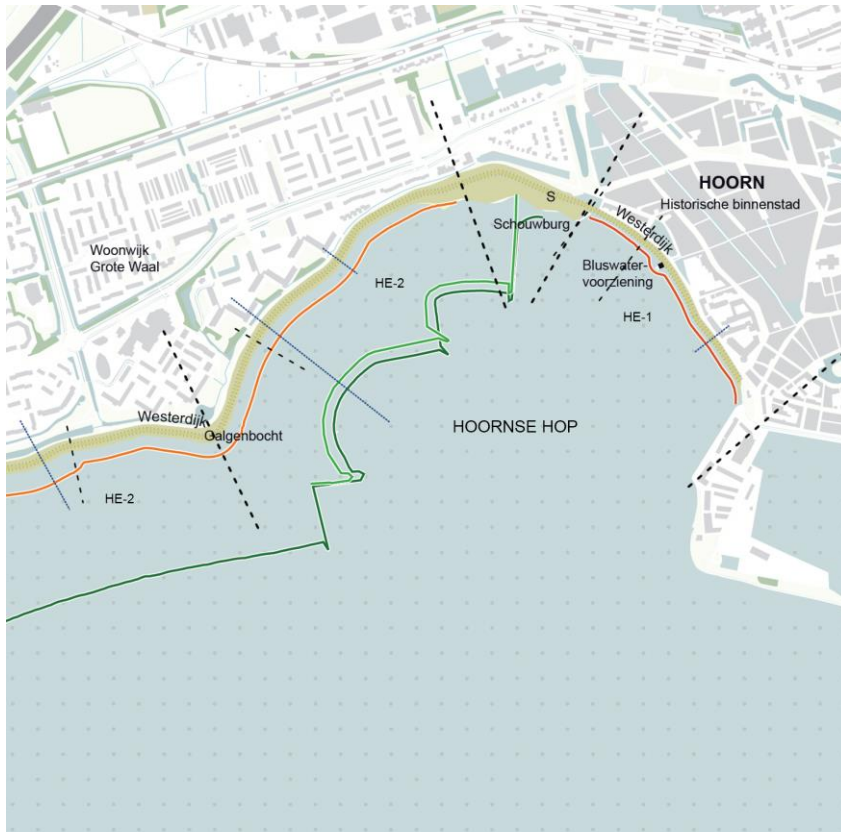 HOORN
Historische binnenstad
S
Westerdijk
Schouwburg
Woonwijk
Grote Waal
Bluswater-
voorziening
HE-2
HE-1
Westerdijk
Galgenbocht
HOORNSE HOP
HE-2